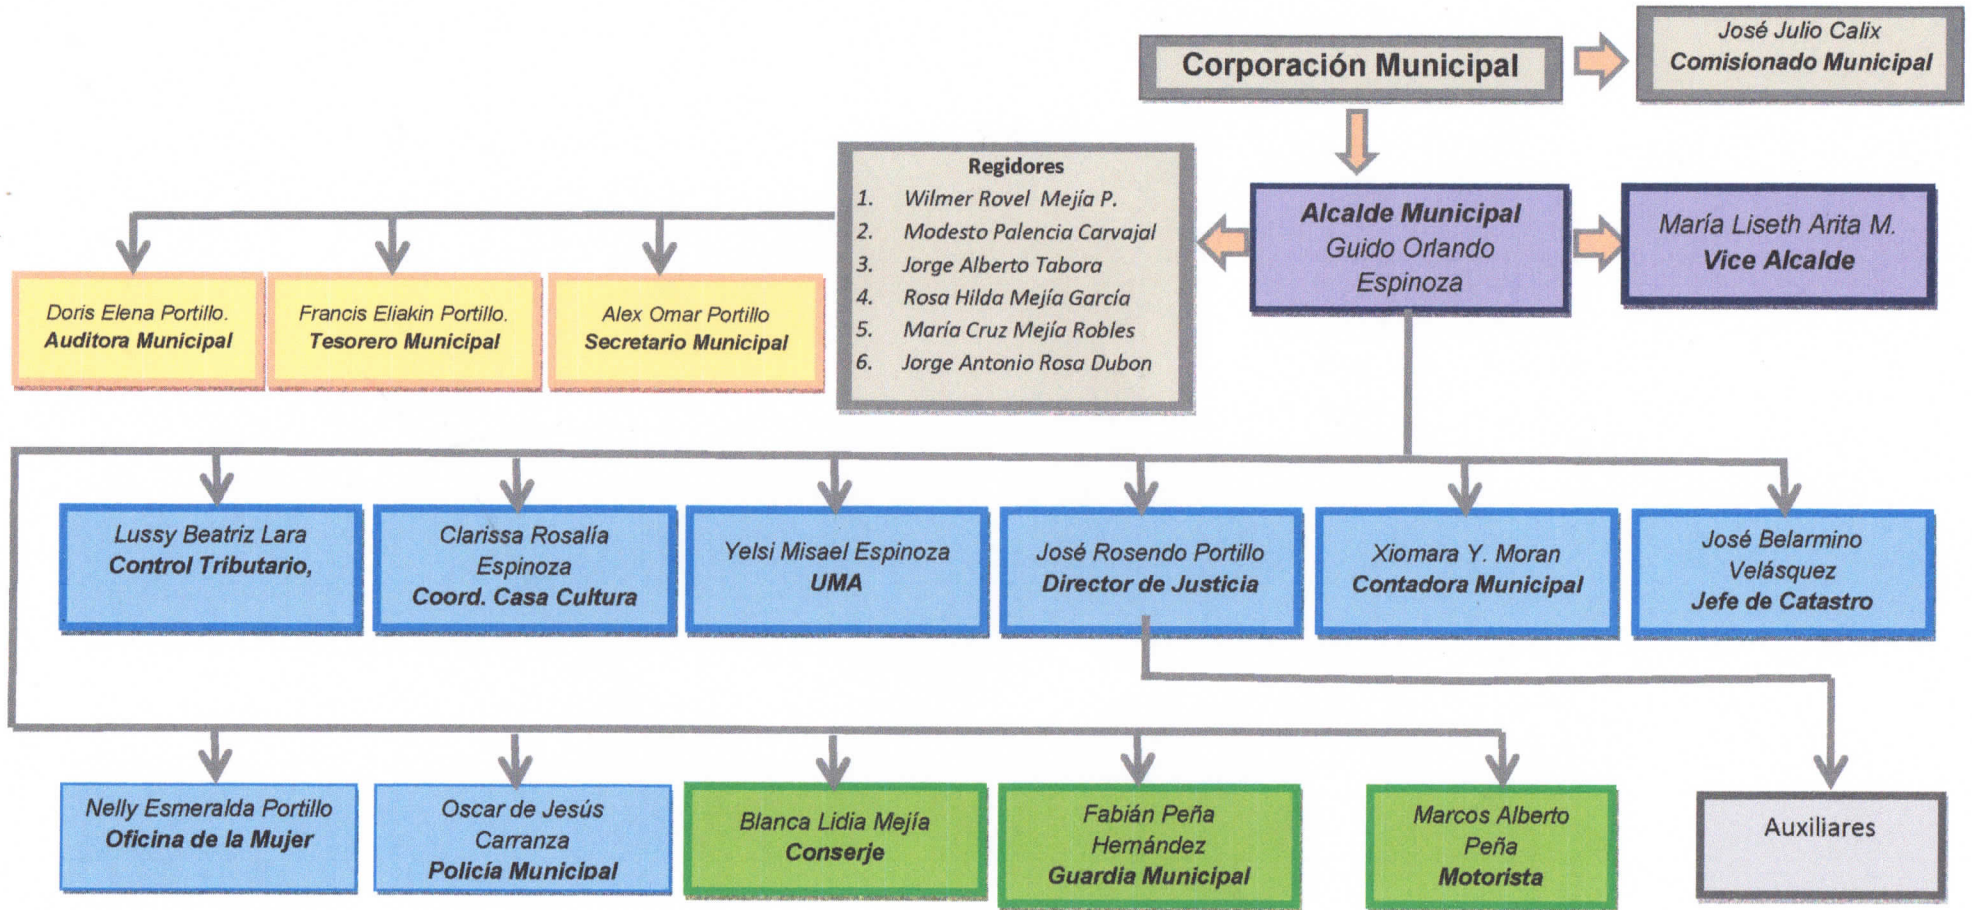 Corporación Municipal
José Julio Calix
Comisionado Municipal
Regidores
1. Wilmer Rovel Mejía P.
2. Modesto Palencia Carvajal
3. Jorge Alberto Tabora
4. Rosa Hilda Mejía García
5. María Cruz Mejía Robles
6. Jorge Antonio Rosa Dubon
Alcalde Municipal
Guido Orlando
Espinoza
María Liseth Arita M.
Vice Alcalde
Doris Elena Portillo.
Auditora Municipal
Francis Eliakin Portillo.
Tesorero Municipal
Alex Omar Portillo
Secretario Municipal
Lussy Beatriz Lara
Control Tributario,
Clarissa Rosalía
Espinoza
Coord. Casa Cultura
Yelsi Misael Espinoza
UMA
José Rosendo Portillo
Director de Justicia
Xiomara Y. Moran
Contadora Municipal
José Belarmino
Velásquez
Jefe de Catastro
Nelly Esmeralda Portillo
Oficina de la Mujer
Oscar de Jesús
Carranza
Policía Municipal
Blanca Lidia Mejía
Conserje
Fabián Peña
Hernández
Guardia Municipal
Marcos Alberto
Peña
Motorista
Auxiliares